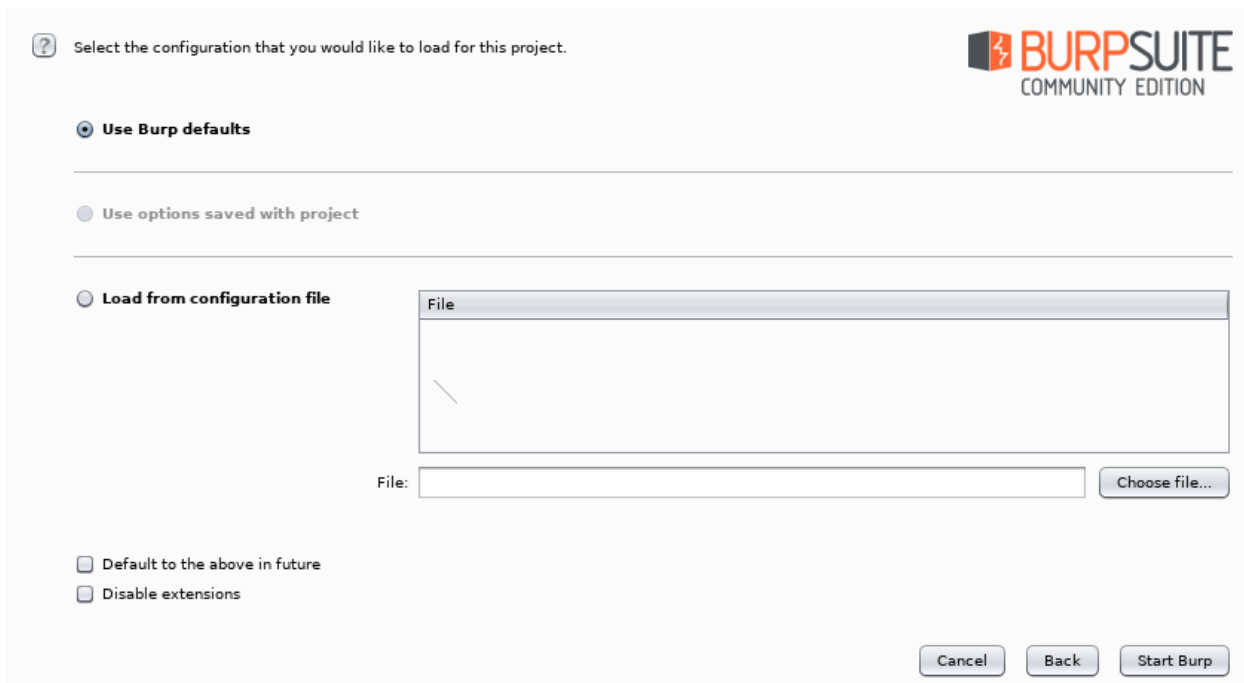 Select the configuration that you would like to load for this project.
BURPSUITE
COMMUNITY EDITION
Use Burp defaults
Use options saved with project
Load from configuration file
File
File:
Choose file...
Default to the above in future
Disable extensions
Cancel
Back
Start Burp